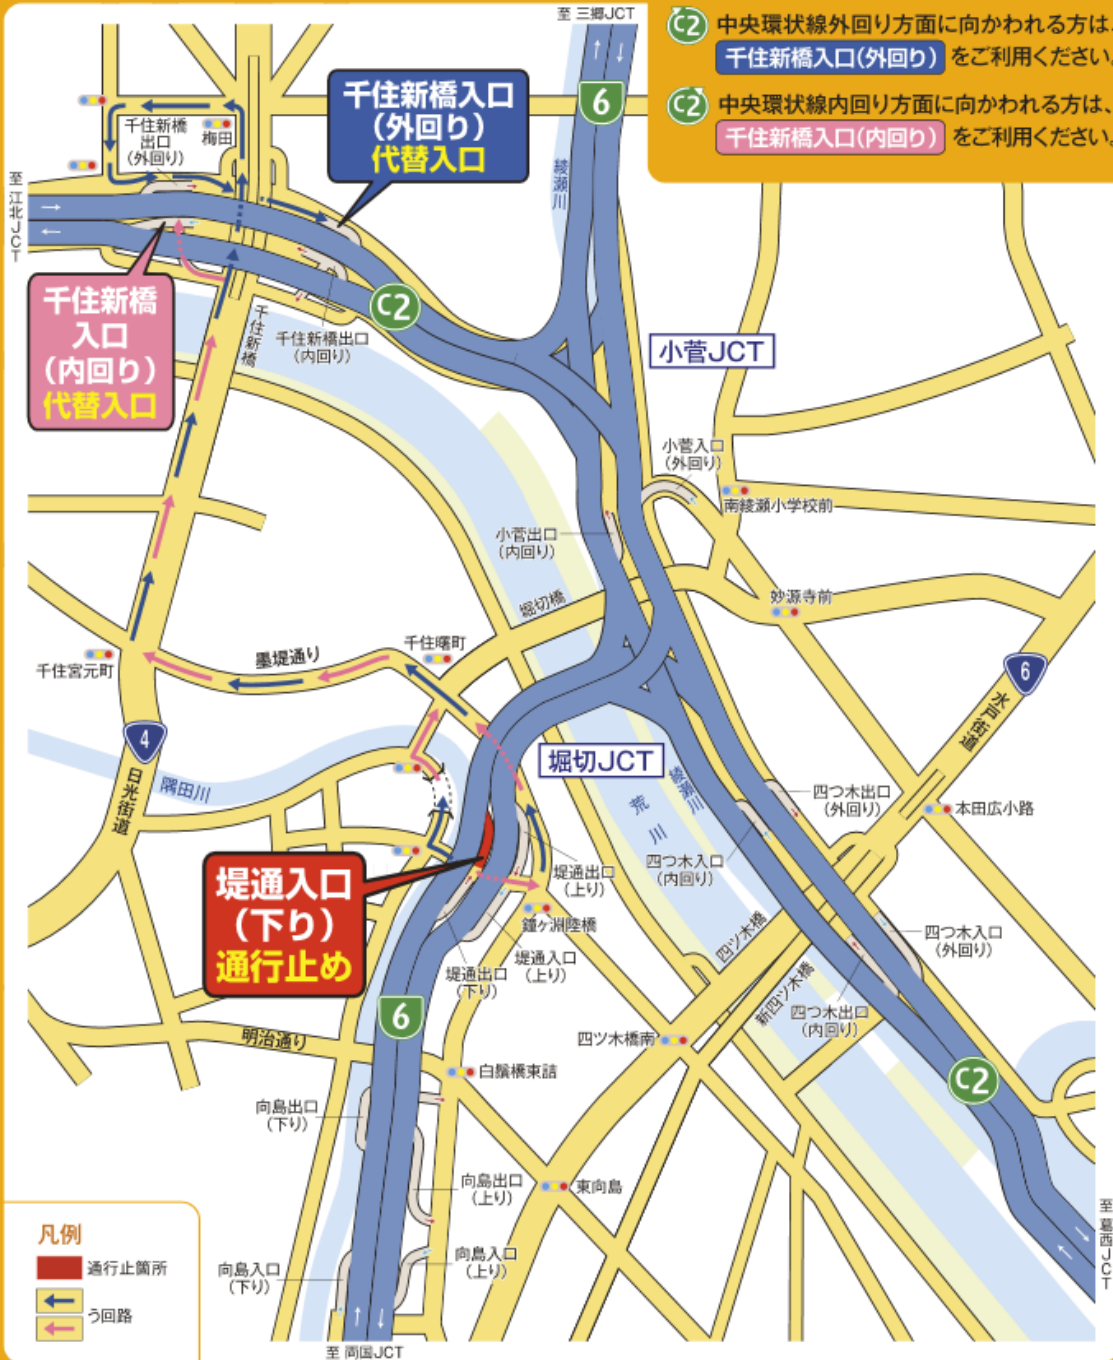 至 三郷JCT
C2 中央環状線外回り方面に向かわれる方は、
千住新橋入口(外回り) をご利用ください。
C2 中央環状線内回り方面に向かわれる方は、
千住新橋入口(内回り) をご利用ください。
6
千住新橋入口
(外回り)
代替入口
千住新橋
出口
(外回り)
梅田
綾瀬川
至 江北JCT
千住新橋
入口
(内回り)
代替入口
C2
千住新橋
千住新橋出口
(内回り)
小菅JCT
小菅入口
(外回り)
南綾瀬小学校前
小菅出口
(内回り)
堀切橋
妙源寺前
千住曙町
墨堤通り
千住宮元町
6
水戸街道
4
日光街道
隅田川
堀切JCT
綾瀬川
荒川
四つ木出口
(外回り)
本田広小路
四つ木入口
(内回り)
堤通入口
(下り)
通行止め
堤通出口
(上り)
鐘ヶ淵陸橋
堤通入口
(上り)
堤通出口
(下り)
四ツ木橋
新四ツ木橋
四つ木入口
(外回り)
四つ木出口
(内回り)
6
明治通り
四ツ木橋南
白鬚橋東詰
C2
向島出口
(下り)
向島出口
(上り)
東向島
向島入口
(上り)
向島入口
(下り)
至 葛西JCT
凡例
通行止箇所
う回路
至 両国JCT